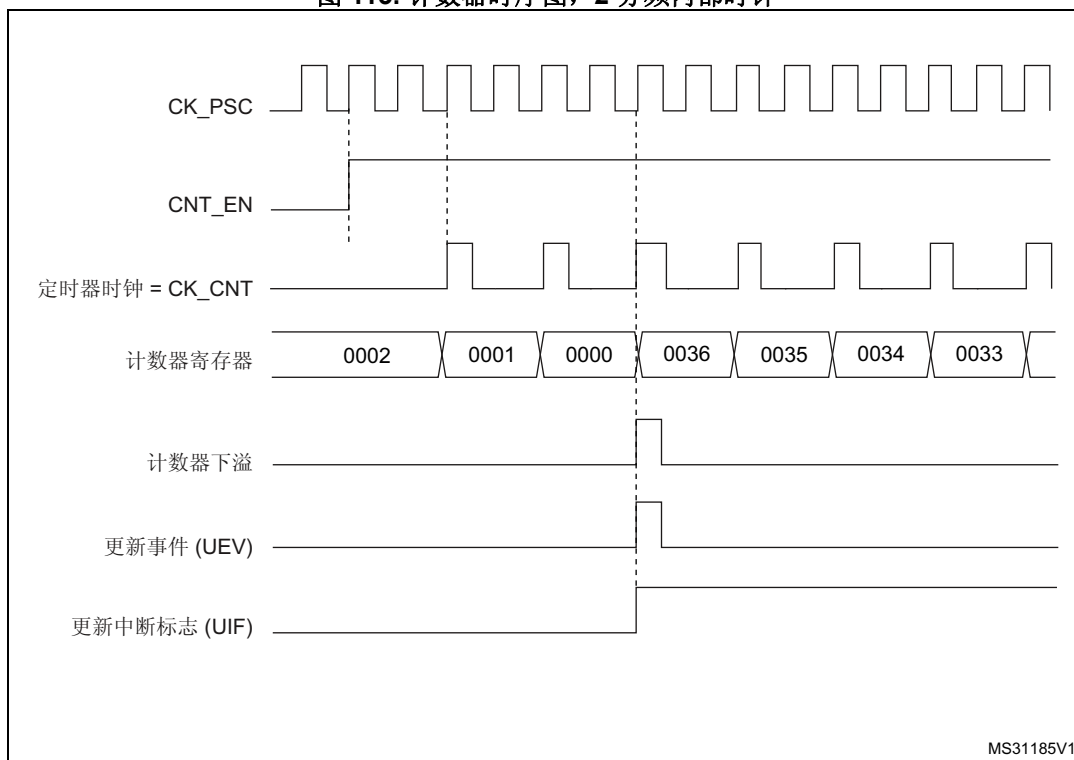 CK_PSC
CNT_EN
定时器时钟 = CK_CNT
计数器寄存器 0002 0001 0000 0036 0035 0034 0033
计数器下溢
更新事件 (UEV)
更新中断标志 (UIF)
MS31185V1